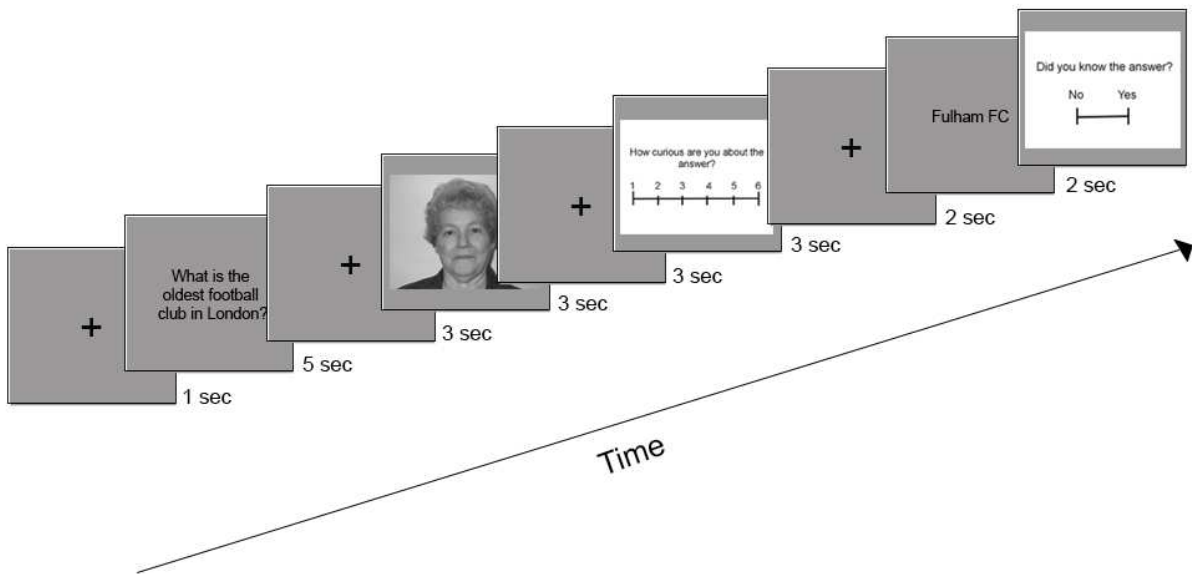 +
1 sec
What is the
oldest football
club in London?
5 sec
+
3 sec
3 sec
+
3 sec
How curious are you about the
answer?
1 2 3 4 5 6
3 sec
+
2 sec
Fulham FC
2 sec
Did you know the answer?
No Yes
Time